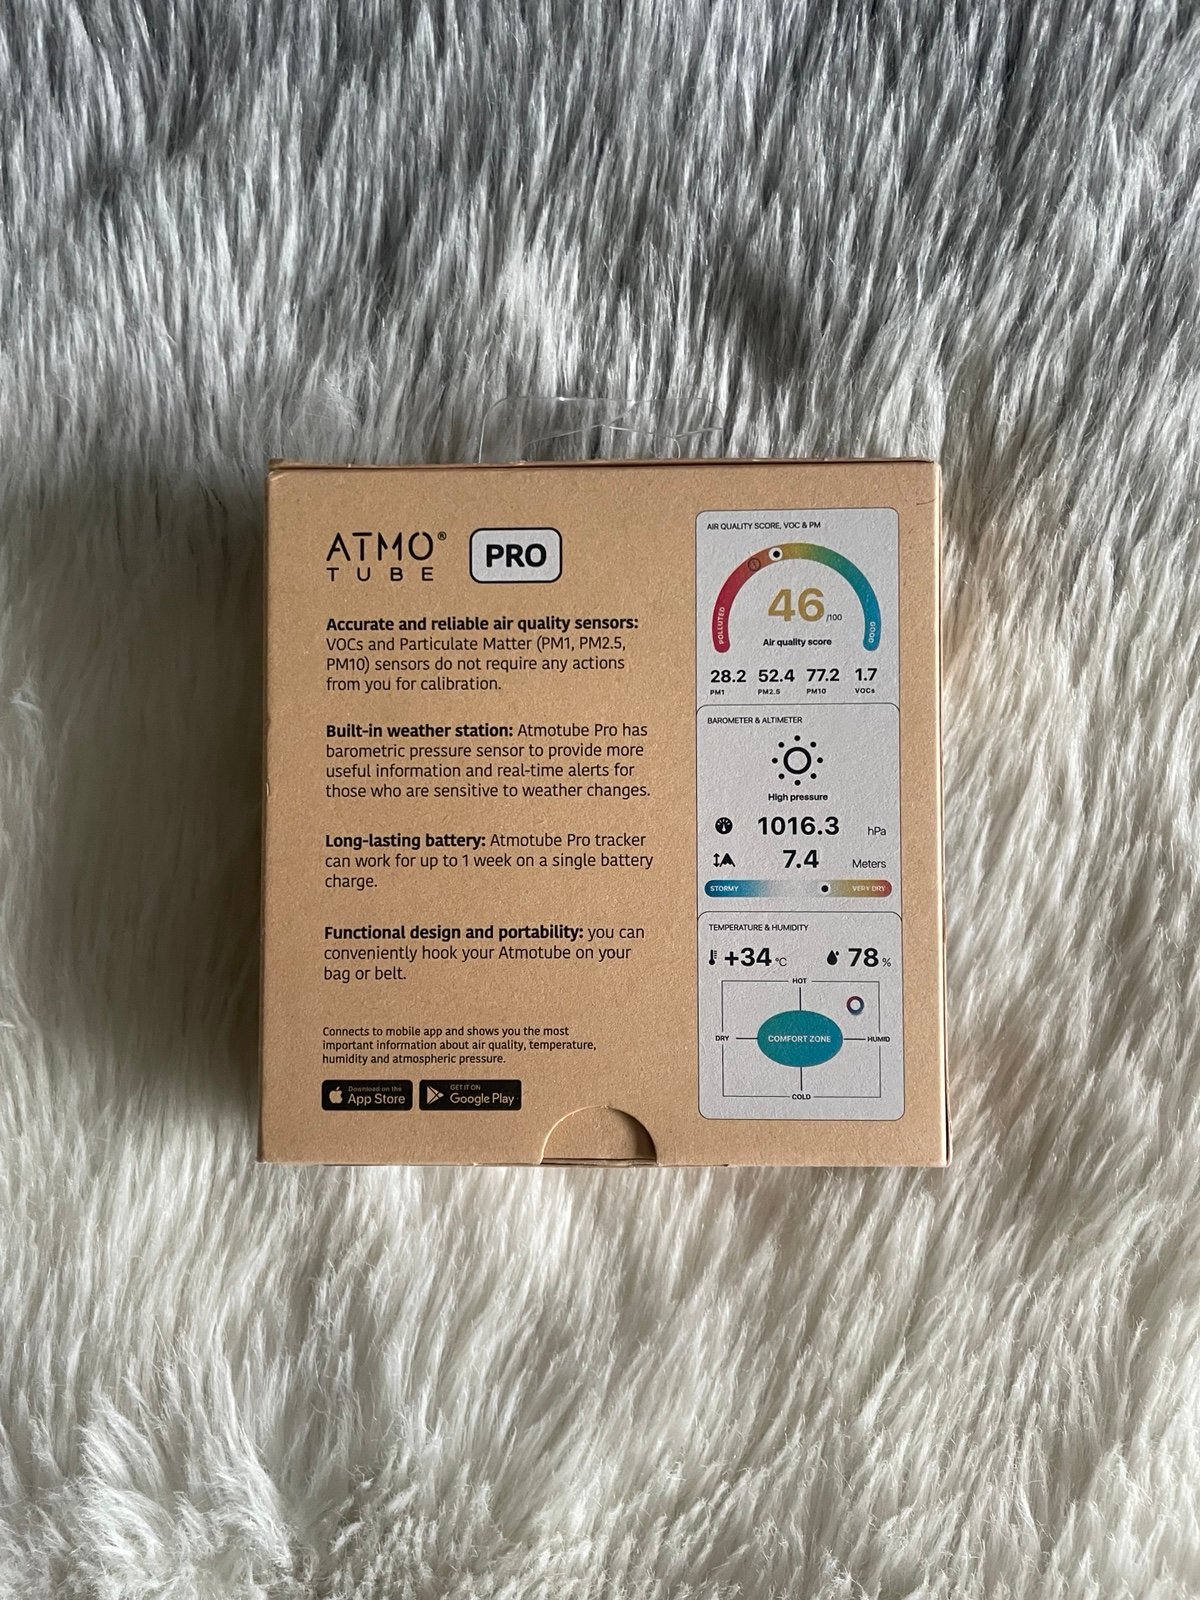 ATMO®
TUBE
PRO
Accurate and reliable air quality sensors:
VOCs and Particulate Matter (PM1, PM2.5,
PM10) sensors do not require any actions
from you for calibration.
Built-in weather station: Atmotube Pro has
barometric pressure sensor to provide more
useful information and real-time alerts for
those who are sensitive to weather changes.
Long-lasting battery: Atmotube Pro tracker
can work for up to 1 week on a single battery
charge.
Functional design and portability: you can
conveniently hook your Atmotube on your
bag or belt.
Connects to mobile app and shows you the most
important information about air quality, temperature,
humidity and atmospheric pressure.
Download on the
App Store
GET IT ON
Google Play
AIR QUALITY SCORE, VOC & PM
POLLUTED
GOOD
46/100
Air quality score
28.2 52.4 77.2 1.7
PM1 PM2.5 PM10 VOCs
BAROMETER & ALTIMETER
High pressure
1016.3 hPa
7.4 Meters
STORMY VERY DRY
TEMPERATURE & HUMIDITY
+34 °C 78 %
HOT
DRY COMFORT ZONE HUMID
COLD